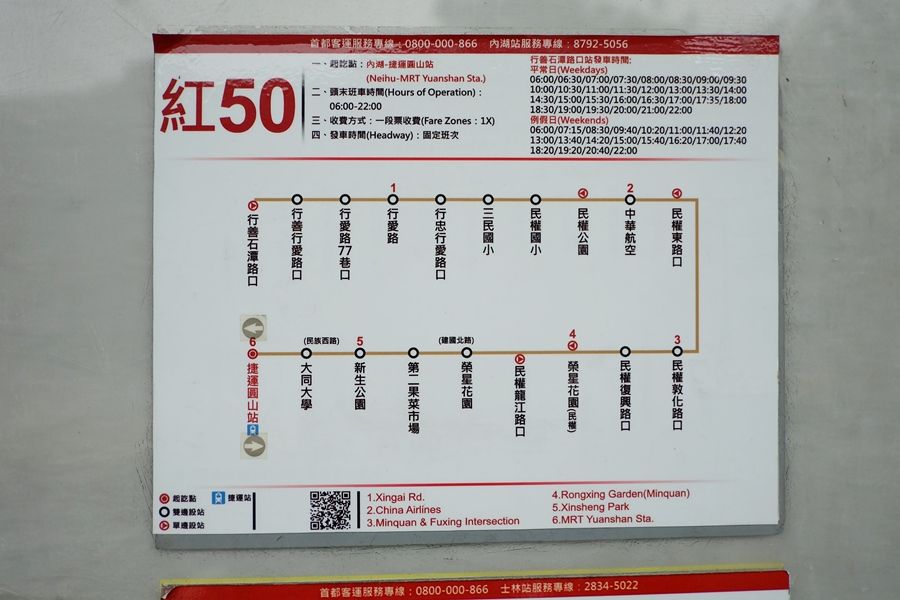 首都客運服務專線：0800-000-866 內湖站服務專線：8792-5056
紅50
一、起訖點：內湖-捷運圓山站
(Neihu-MRT Yuanshan Sta.)
二、頭末班車時間(Hours of Operation)：
06:00-22:00
三、收費方式：一段票收費(Fare Zones：1X)
四、發車時間(Headway)：固定班次
行善石潭路口站發車時間:
平常日(Weekdays)
06:00/06:30/07:00/07:30/08:00/08:30/09:00/09:30
10:00/10:30/11:00/11:30/12:00/13:00/13:30/14:00
14:30/15:00/15:30/16:00/16:30/17:00/17:35/18:00
18:30/19:00/19:30/20:00/21:00/22:00
例假日(Weekends)
06:00/07:15/08:30/09:40/10:20/11:00/11:40/12:20
13:00/13:40/14:20/15:00/15:40/16:20/17:00/17:40
18:20/19:20/20:40/22:00
行善石潭路口
行善行愛路口
行愛路77巷口
1
行愛路
行忠行愛路口
三民國小
民權國小
民權公園
2
中華航空
民權東路口
6
捷運圓山站
(民族西路)
大同大學
5
新生公園
第二果菜市場
(建國北路)
榮星花園
民權龍江路口
4
榮星花園(民權)
民權復興路口
3
民權敦化路口
起訖點
捷運站
雙邊設站
單邊設站
1.Xingai Rd.
2.China Airlines
3.Minquan & Fuxing Intersection
4.Rongxing Garden(Minquan)
5.Xinsheng Park
6.MRT Yuanshan Sta.
首都客運服務專線：0800-000-866 士林站服務專線：2834-5022